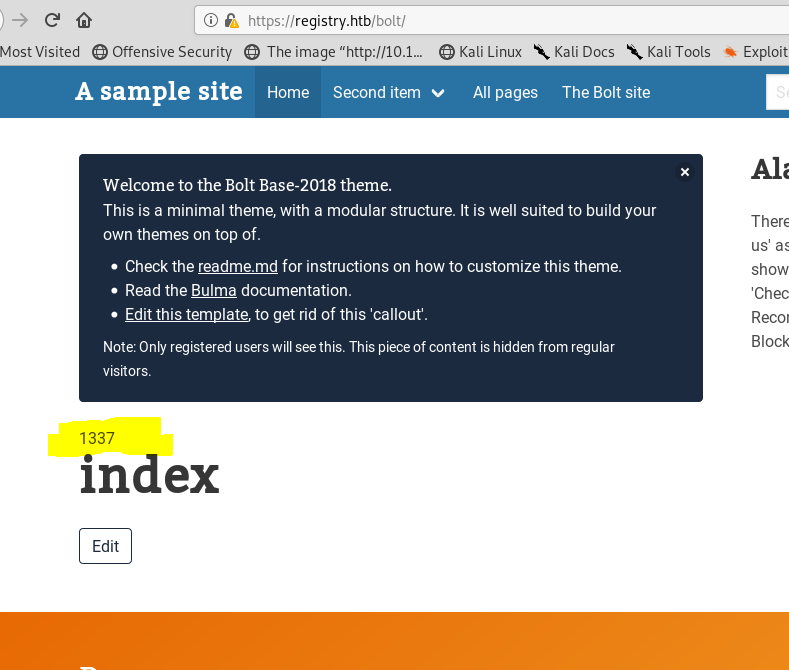 https://registry.htb/bolt/
Most Visited Offensive Security The image “http://10.1... Kali Linux Kali Docs Kali Tools Exploit
A sample site Home Second item All pages The Bolt site
Welcome to the Bolt Base-2018 theme.
This is a minimal theme, with a modular structure. It is well suited to build your
own themes on top of.
• Check the readme.md for instructions on how to customize this theme.
• Read the Bulma documentation.
• Edit this template, to get rid of this 'callout'.
Note: Only registered users will see this. This piece of content is hidden from regular
visitors.
1337
index
Edit
There
us' as
show
'Chec
Block